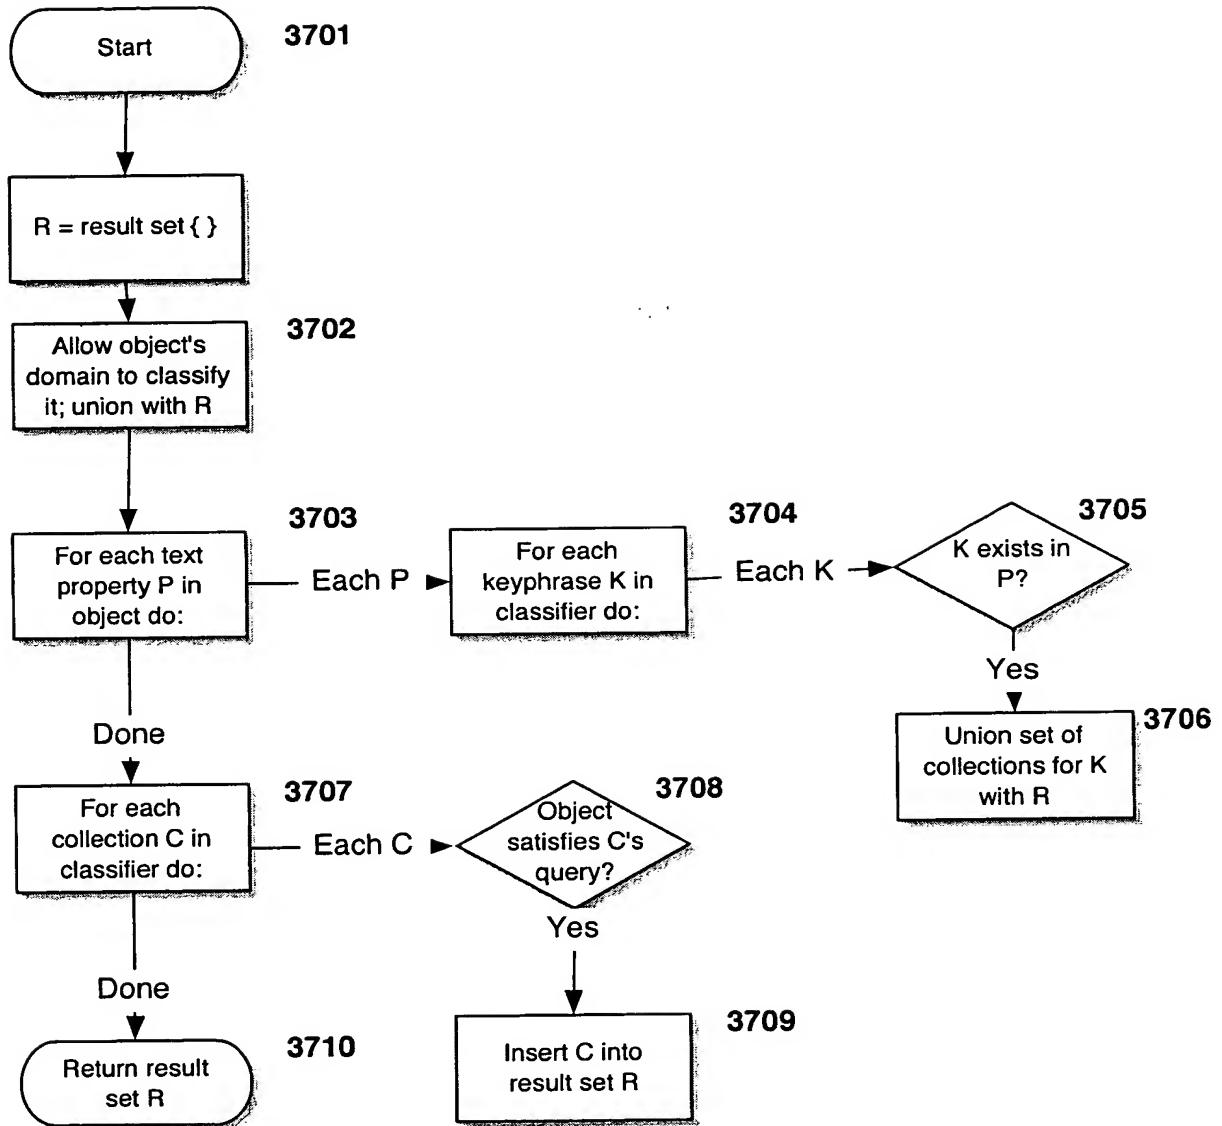 Start
3701
R = result set { }
3702
Allow object's
domain to classify
it; union with R
3703
For each text
property P in
object do:
Each P
3704
For each
keyphrase K in
classifier do:
Each K
3705
K exists in
P?
Yes
3706
Union set of
collections for K
with R
Done
3707
For each
collection C in
classifier do:
Each C
3708
Object
satisfies C's
query?
Yes
3709
Insert C into
result set R
Done
3710
Return result
set R